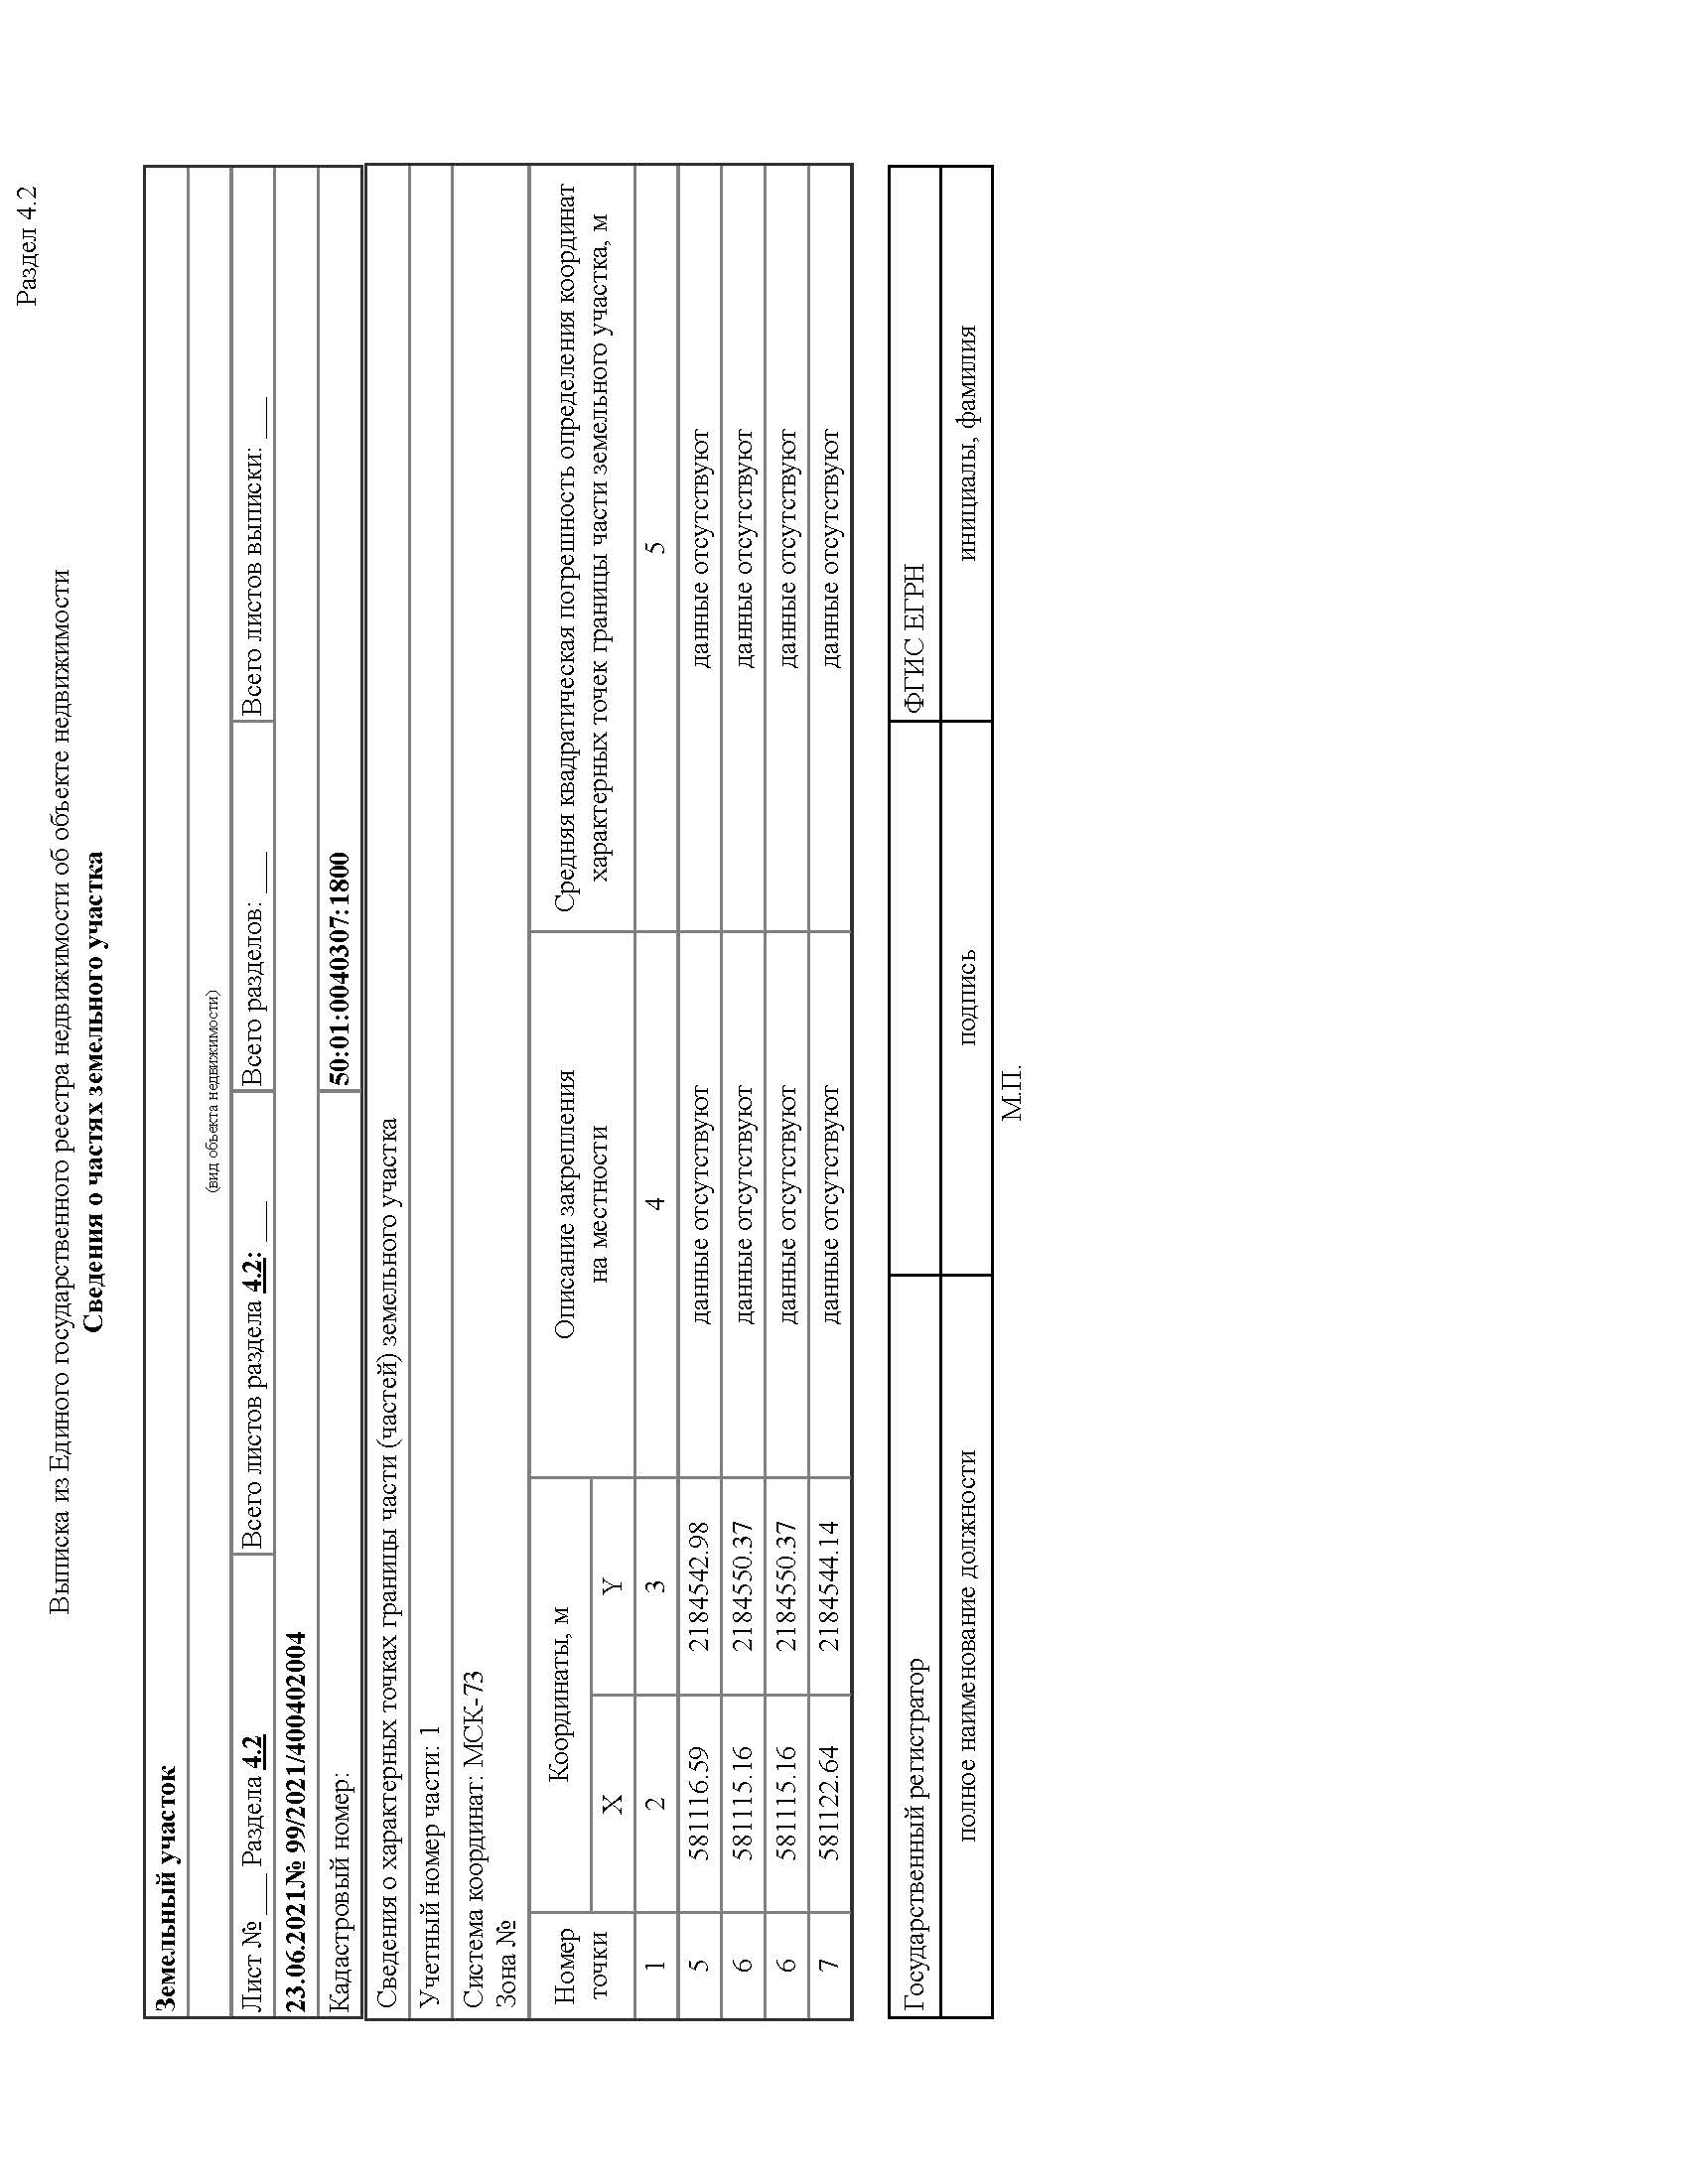 Раздел 4.2
Выписка из Единого государственного реестра недвижимости об объекте недвижимости
Сведения о частях земельного участка
Земельный участок
(вид объекта недвижимости)
Лист № ___ Раздела 4.2 Всего листов раздела 4.2: ___ Всего разделов: ___ Всего листов выписки: ___
23.06.2021№ 99/2021/400402004
Кадастровый номер: 50:01:0040307:1800
Сведения о характерных точках границы части (частей) земельного участка
Учетный номер части: 1
Система координат: МСК-73
Зона №
Номер точки Координаты, м Описание закрепления на местности Средняя квадратическая погрешность определения координат характерных точек границы части земельного участка, м
X Y
1 2 3 4 5
5 581116.59 2184542.98 данные отсутствуют данные отсутствуют
6 581115.16 2184550.37 данные отсутствуют данные отсутствуют
6 581115.16 2184550.37 данные отсутствуют данные отсутствуют
7 581122.64 2184544.14 данные отсутствуют данные отсутствуют
Государственный регистратор ФГИС ЕГРН
полное наименование должности подпись инициалы, фамилия
М.П.